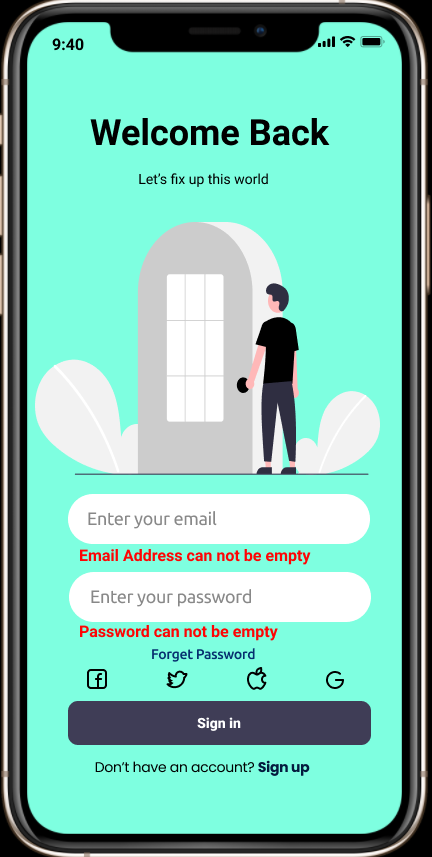 9:40
Welcome Back
Let's fix up this world
Enter your email
Email Address can not be empty
Enter your password
Password can not be empty
Forget Password
Sign in
Don't have an account? Sign up